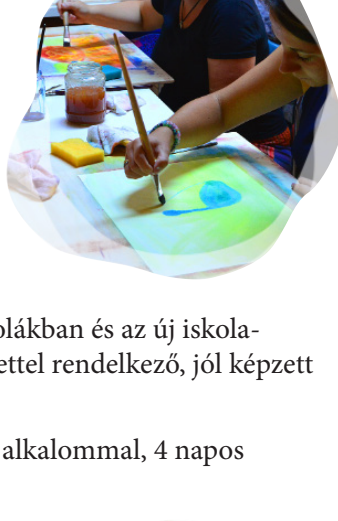 olákban és az új iskola-
ettel rendelkező, jól képzett
alkalommal, 4 napos